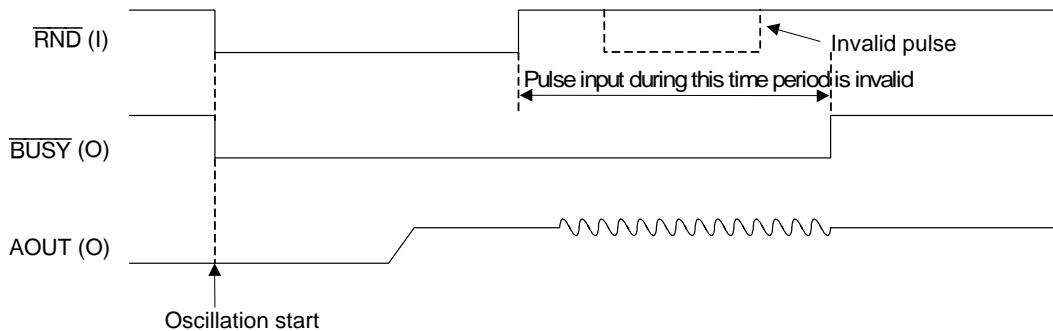 RND (I)
Invalid pulse
Pulse input during this time period is invalid
BUSY (O)
AOUT (O)
Oscillation start